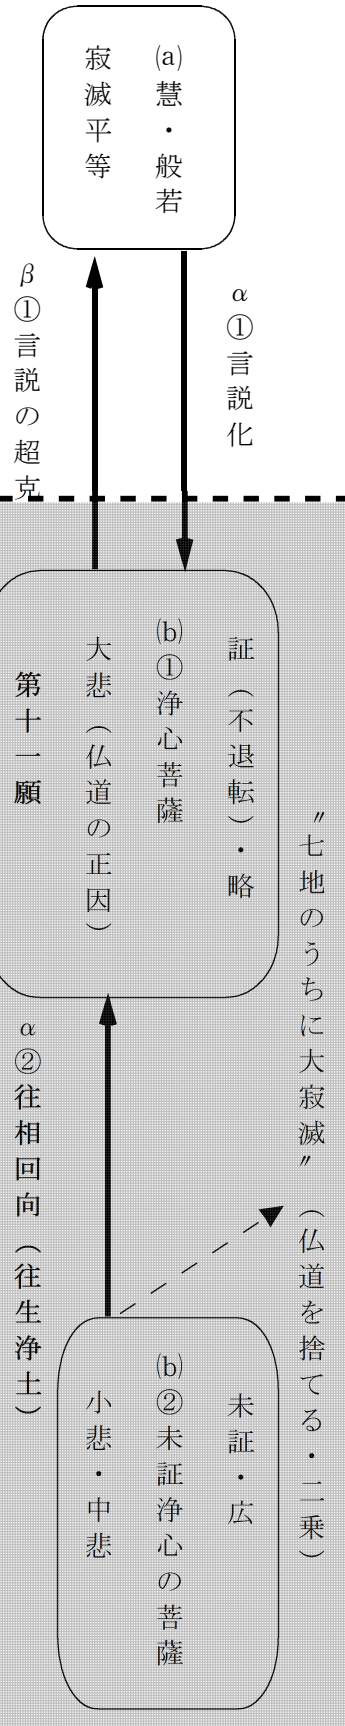 (a)慧・般若
寂滅平等
α①言説化
β①言説の超克
証（不退転）・略
(b)①浄心菩薩
大悲（仏道の正因）
第十一願
〃七地のうちに大寂滅〃（仏道を捨てる・二乗）
α②往相回向（往生浄土）
未証・広
(b)②未証浄心の菩薩
小悲・中悲